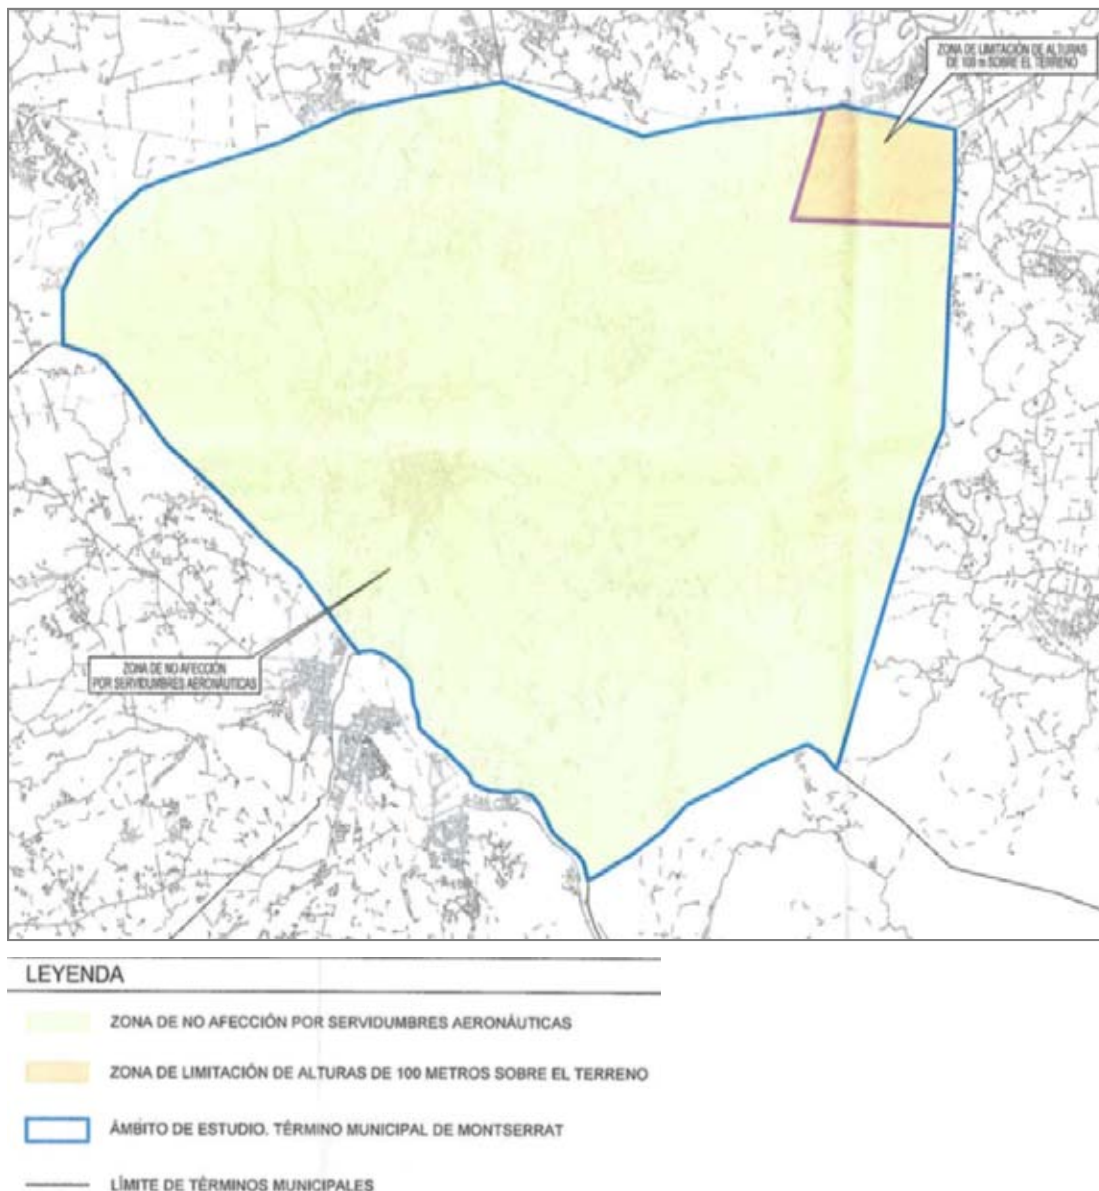 ZONA DE LIMITACIÓN DE ALTURAS
DE 100 m SOBRE EL TERRENO
ZONA DE NO AFECCIÓN
POR SERVIDUMBRES AERONÁUTICAS
LEYENDA
ZONA DE NO AFECCIÓN POR SERVIDUMBRES AERONÁUTICAS
ZONA DE LIMITACIÓN DE ALTURAS DE 100 METROS SOBRE EL TERRENO
ÁMBITO DE ESTUDIO. TÉRMINO MUNICIPAL DE MONTSERRAT
LÍMITE DE TÉRMINOS MUNICIPALES